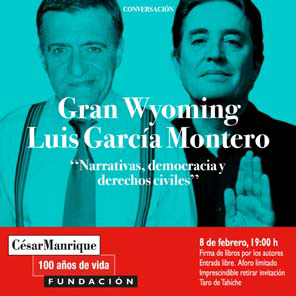 CONVERSACIÓN
Gran Wyoming
Luis García Montero
“Narrativas, democracia y
derechos civiles”
CésarManrique
100 años de vida
FUNDACIÓN
8 de febrero, 19:00 h
Firma de libros por los autores
Entrada libre. Aforo limitado
Imprescindible retirar invitación
Taro de Tahíche